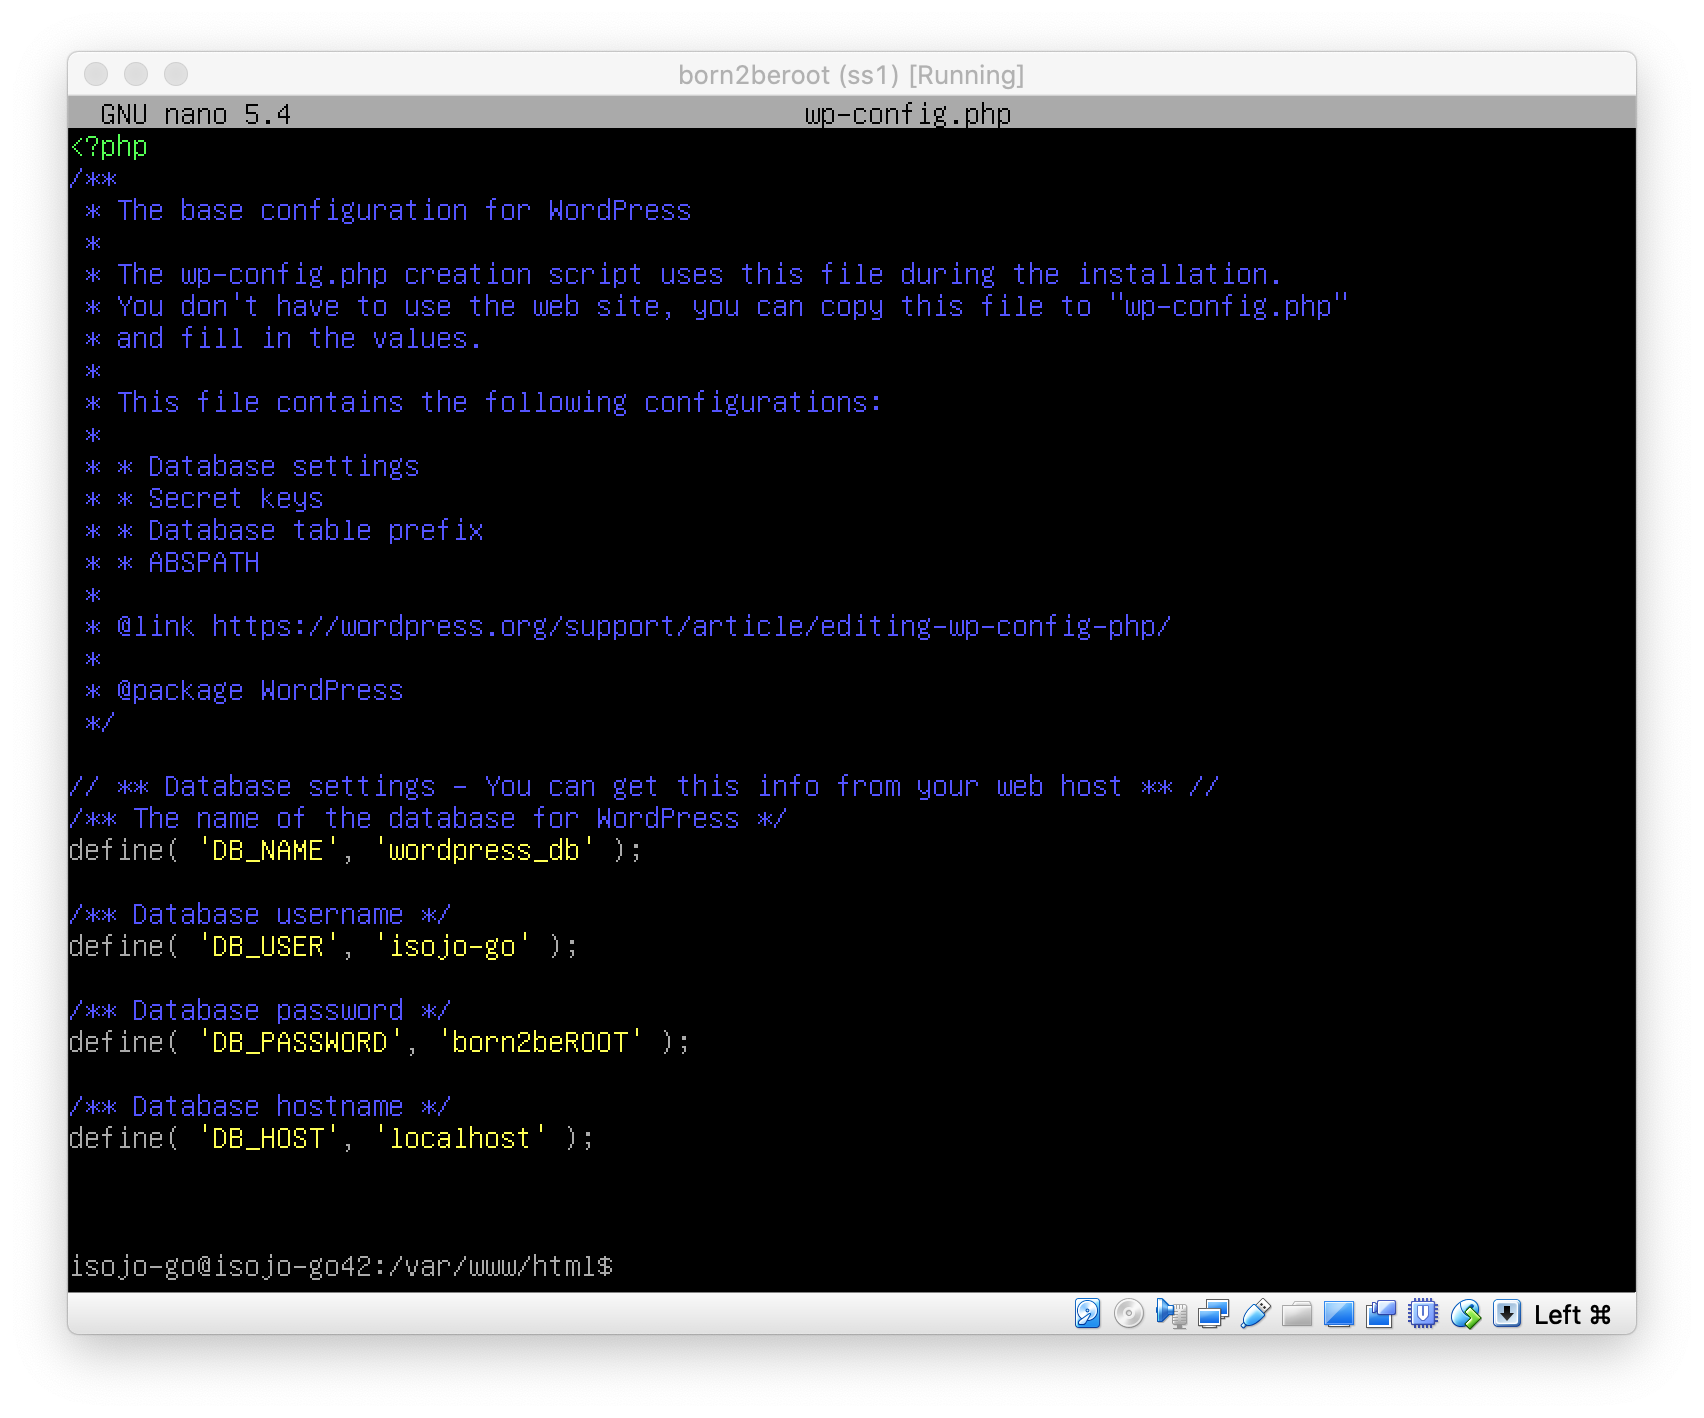 born2beroot (ss1) [Running]
GNU nano 5.4 wp-config.php
<?php
/**
 * The base configuration for WordPress
 *
 * The wp-config.php creation script uses this file during the installation.
 * You don't have to use the web site, you can copy this file to "wp-config.php"
 * and fill in the values.
 *
 * This file contains the following configurations:
 *
 * * Database settings
 * * Secret keys
 * * Database table prefix
 * * ABSPATH
 *
 * @link https://wordpress.org/support/article/editing-wp-config-php/
 *
 * @package WordPress
 */
// ** Database settings - You can get this info from your web host ** //
/** The name of the database for WordPress */
define( 'DB_NAME', 'wordpress_db' );
/** Database username */
define( 'DB_USER', 'isojo-go' );
/** Database password */
define( 'DB_PASSWORD', 'born2beROOT' );
/** Database hostname */
define( 'DB_HOST', 'localhost' );
isojo-go@isojo-go42:/var/www/html$
Left ⌘